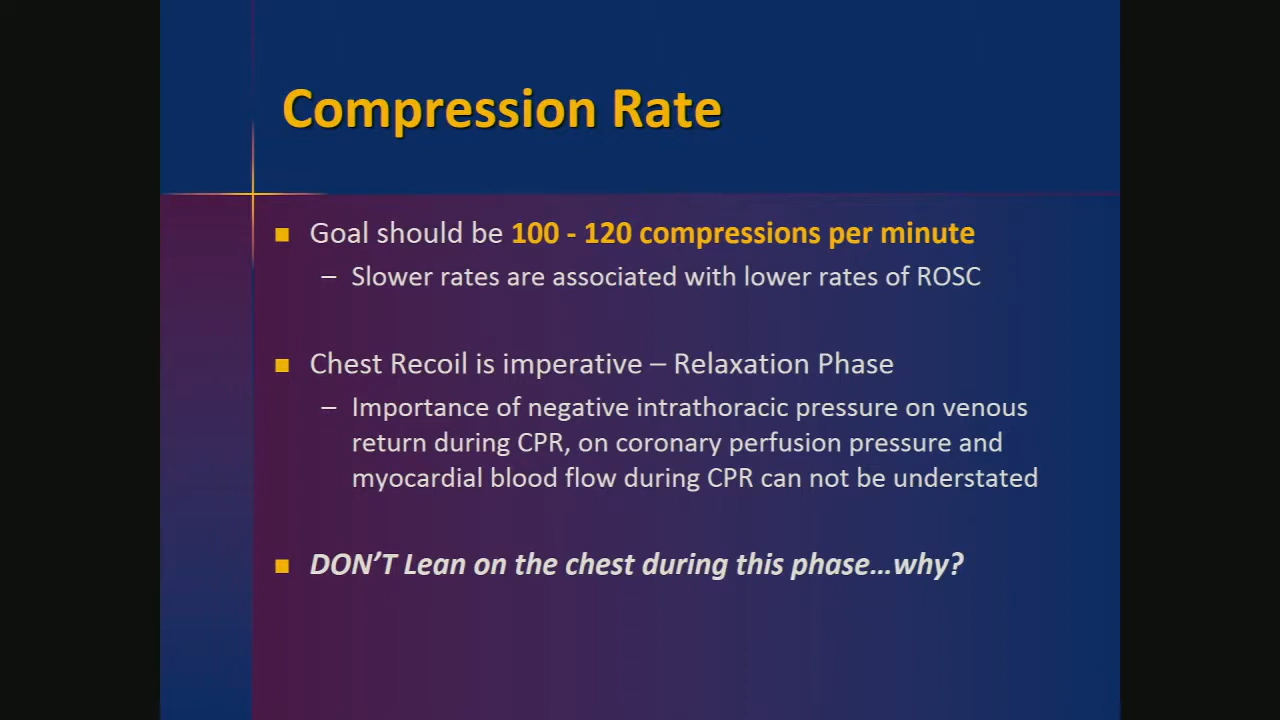 Compression Rate
■ Goal should be 100 - 120 compressions per minute
– Slower rates are associated with lower rates of ROSC
■ Chest Recoil is imperative – Relaxation Phase
– Importance of negative intrathoracic pressure on venous
return during CPR, on coronary perfusion pressure and
myocardial blood flow during CPR can not be understated
■ DON’T Lean on the chest during this phase…why?